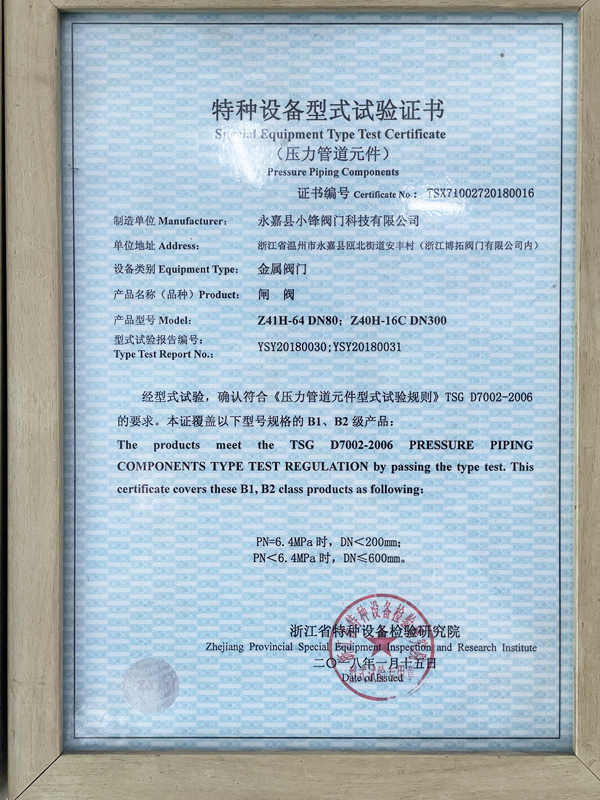 特种设备型式试验证书
Special Equipment Type Test Certificate
（压力管道元件）
Pressure Piping Components
证书编号 Certificate No.： TSX71002720180016
制造单位 Manufacturer: 永嘉县小锋阀门科技有限公司
单位地址 Address: 浙江省温州市永嘉县瓯北街道安丰村（浙江博拓阀门有限公司内）
设备类别 Equipment Type: 金属阀门
产品名称（品种）Product: 闸 阀
产品型号 Model: Z41H-64 DN80；Z40H-16C DN300
型式试验报告编号：
Type Test Report No.: YSY20180030;YSY20180031
经型式试验，确认符合《压力管道元件型式试验规则》TSG D7002-2006
的要求。本证覆盖以下型号规格的 B1、B2 级产品：
The products meet the TSG D7002-2006 PRESSURE PIPING
COMPONENTS TYPE TEST REGULATION by passing the type test. This
certificate covers these B1, B2 class products as following:
PN=6.4MPa 时，DN＜200mm；
PN＜6.4MPa 时，DN≤600mm。
浙江省特种设备检验研究院
Zhejiang Provincial Special Equipment Inspection and Research Institute
二〇一八年一月十五日
Date of Issued